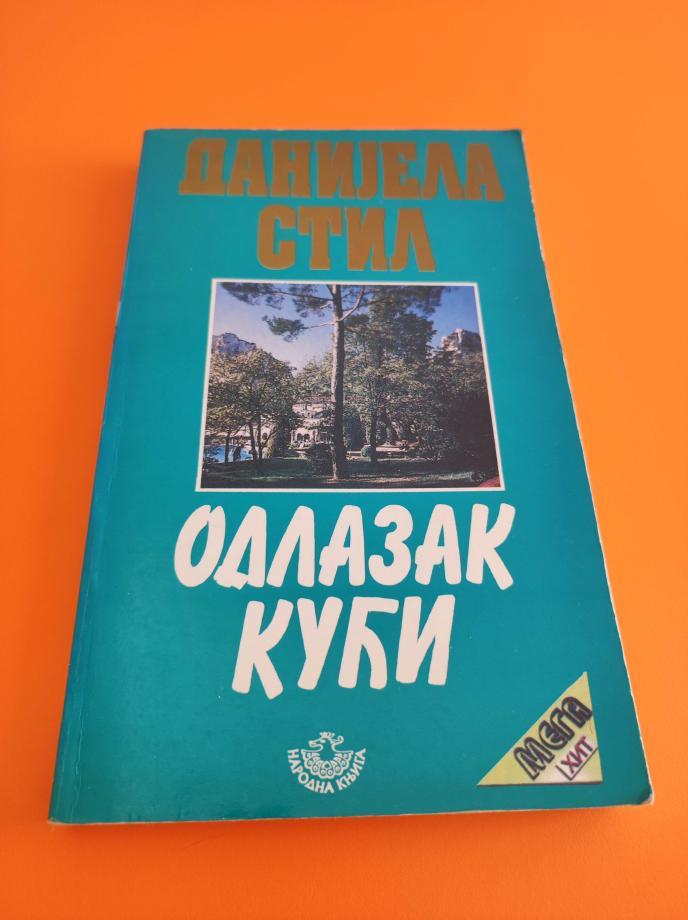 ДАНИЈЕЛА
СТИЛ
ОДЛАЗАК
КУЋИ
НАРОДНА КЊИГА
МЕГА
ХИТ